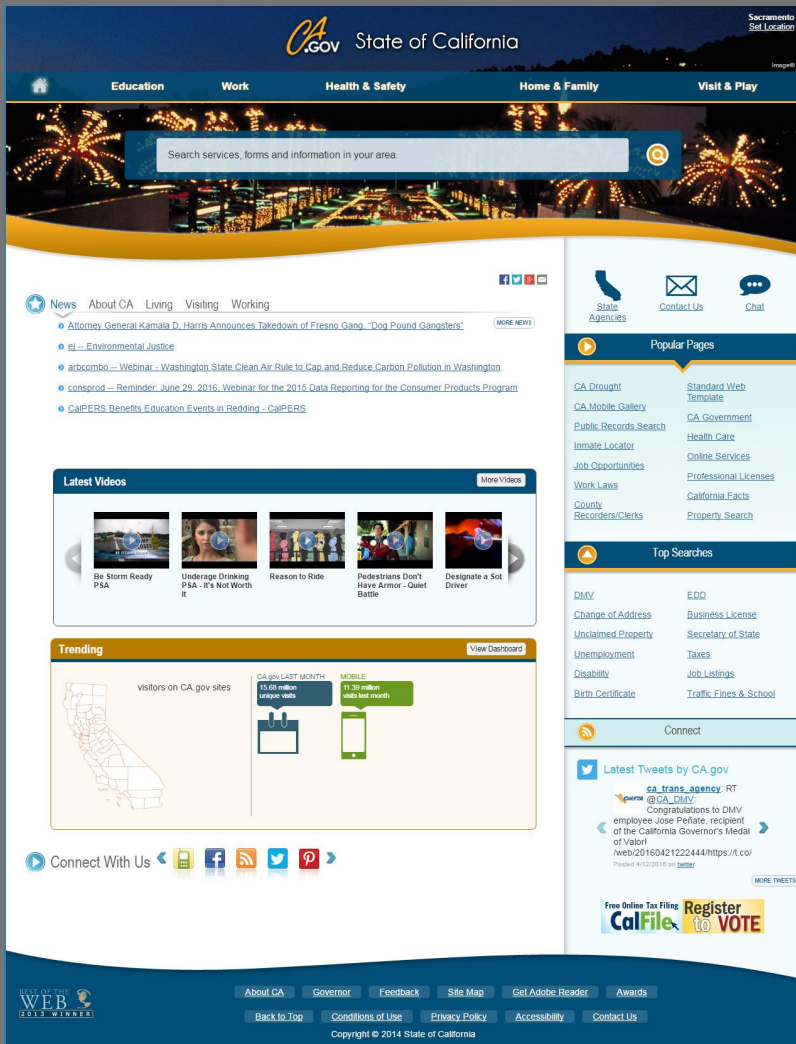 Sacramento
Set Location
CA.GOV State of California
Image©
Education Work Health & Safety Home & Family Visit & Play
Search services, forms and information in your area.
News About CA Living Visiting Working
Attorney General Kamala D. Harris Announces Takedown of Fresno Gang, "Dog Pound Gangsters"
MORE NEWS
ej -- Environmental Justice
arbcombo -- Webinar - Washington State Clean Air Rule to Cap and Reduce Carbon Pollution in Washington
consprod -- Reminder: June 29, 2016, Webinar for the 2015 Data Reporting for the Consumer Products Program
CalPERS Benefits Education Events in Redding - CalPERS
Latest Videos
More Videos
Be Storm Ready
PSA
Underage Drinking
PSA - It's Not Worth
It
Reason to Ride
Pedestrians Don't
Have Armor - Quiet
Battle
Designate a Sob
Driver
Trending
View Dashboard
visitors on CA.gov sites
CA.gov LAST MONTH
15.68 million
unique visits
MOBILE
11.39 million
visits last month
Connect With Us
State
Agencies
Contact Us
Chat
Popular Pages
CA Drought
CA Mobile Gallery
Public Records Search
Inmate Locator
Job Opportunities
Work Laws
County
Recorders/Clerks
Standard Web
Template
CA Government
Health Care
Online Services
Professional Licenses
California Facts
Property Search
Top Searches
DMV
Change of Address
Unclaimed Property
Unemployment
Disability
Birth Certificate
EDD
Business License
Secretary of State
Taxes
Job Listings
Traffic Fines & School
Connect
Latest Tweets by CA.gov
CalSTA
ca_trans_agency: RT
@CA_DMV:
Congratulations to DMV
employee Jose Peñate, recipient
of the California Governor's Medal
of Valor!
/web/20160421222444/https://t.co/
Posted 4/12/2016 on twitter
MORE TWEETS
Free Online Tax Filing
CalFile
Register
to VOTE
BEST OF THE
WEB
2013 WINNER
About CA Governor Feedback Site Map Get Adobe Reader Awards
Back to Top Conditions of Use Privacy Policy Accessibility Contact Us
Copyright © 2014 State of California